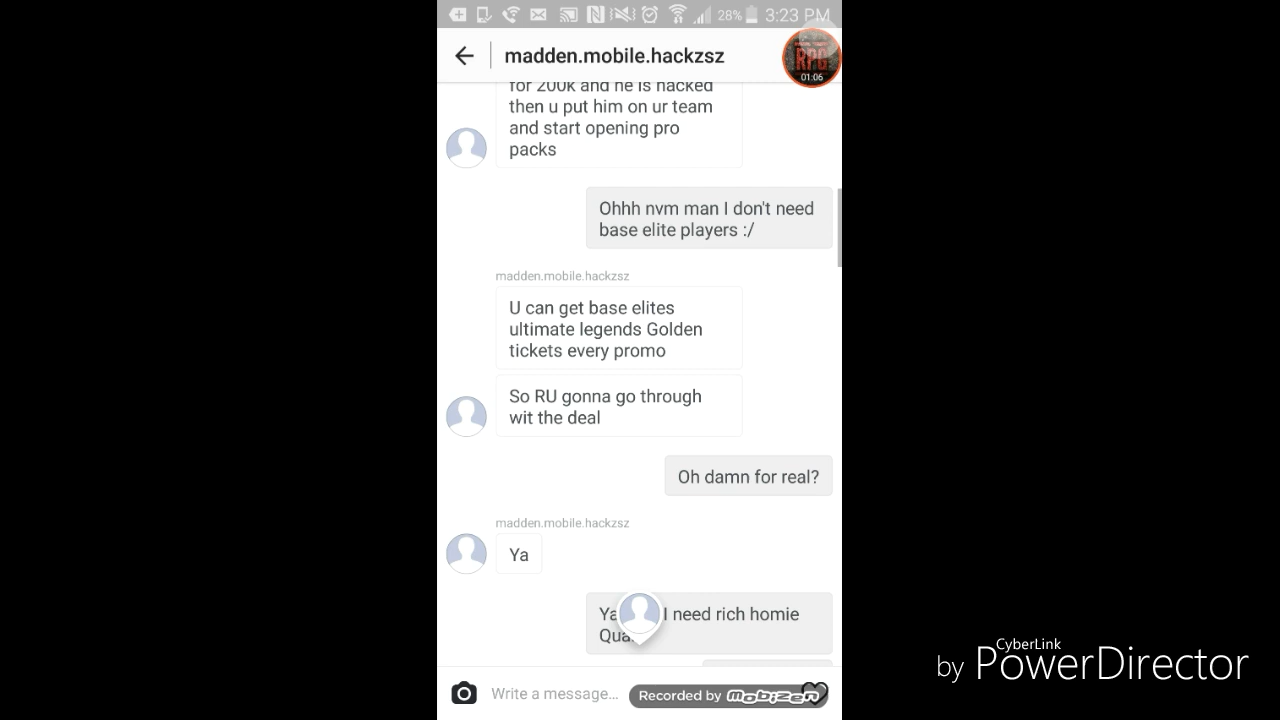 28% 3:23 PM
madden.mobile.hackzsz
RPG
01:06
for 200k and he is hacked
then u put him on ur team
and start opening pro
packs
Ohhh nvm man I don't need
base elite players :/
madden.mobile.hackzsz
U can get base elites
ultimate legends Golden
tickets every promo
So RU gonna go through
wit the deal
Oh damn for real?
madden.mobile.hackzsz
Ya
I need rich homie
Write a message...
Recorded by Mobizen
by CyberLink PowerDirector